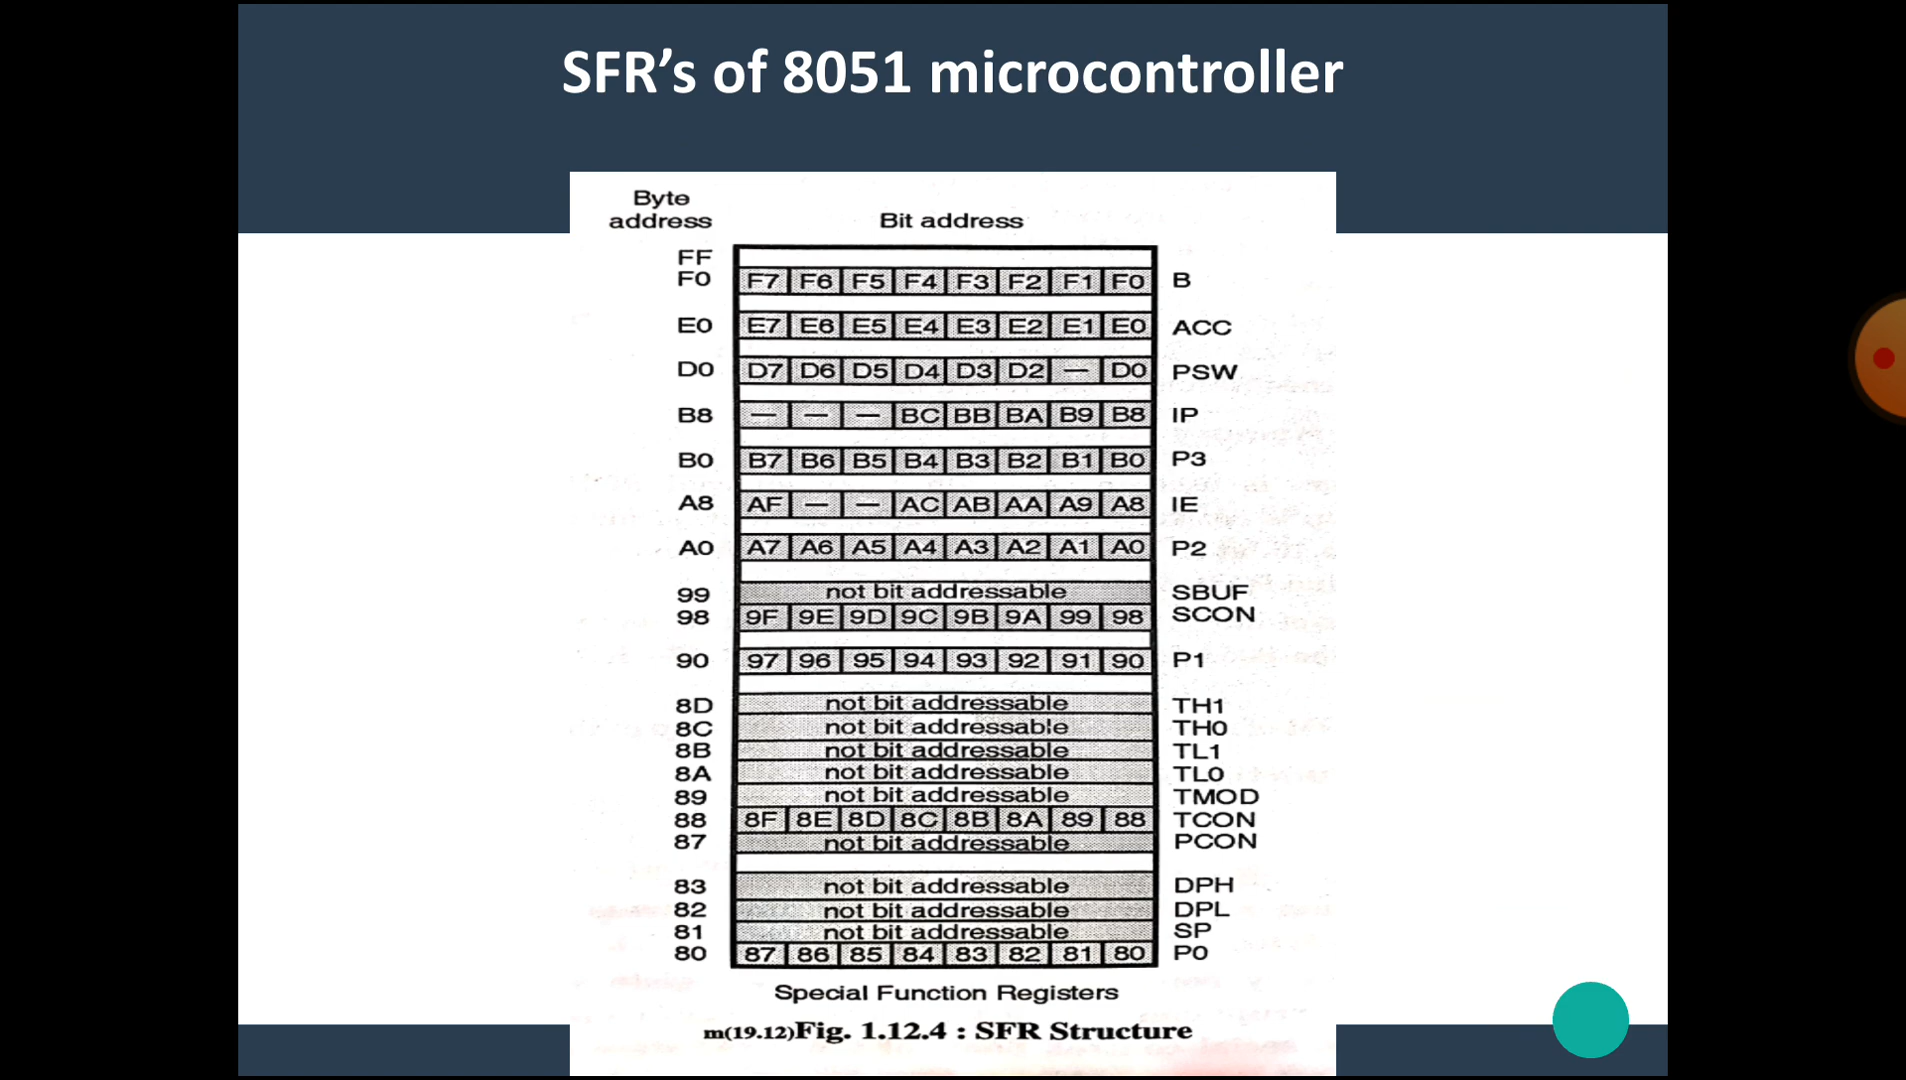 SFR’s of 8051 microcontroller
Byte
address Bit address
FF
F0 F7 F6 F5 F4 F3 F2 F1 F0 B
E0 E7 E6 E5 E4 E3 E2 E1 E0 ACC
D0 D7 D6 D5 D4 D3 D2 — D0 PSW
B8 — — — BC BB BA B9 B8 IP
B0 B7 B6 B5 B4 B3 B2 B1 B0 P3
A8 AF — — AC AB AA A9 A8 IE
A0 A7 A6 A5 A4 A3 A2 A1 A0 P2
99 not bit addressable SBUF
98 9F 9E 9D 9C 9B 9A 99 98 SCON
90 97 96 95 94 93 92 91 90 P1
8D not bit addressable TH1
8C not bit addressable TH0
8B not bit addressable TL1
8A not bit addressable TL0
89 not bit addressable TMOD
88 8F 8E 8D 8C 8B 8A 89 88 TCON
87 not bit addressable PCON
83 not bit addressable DPH
82 not bit addressable DPL
81 not bit addressable SP
80 87 86 85 84 83 82 81 80 P0
Special Function Registers
m(19.12)Fig. 1.12.4 : SFR Structure